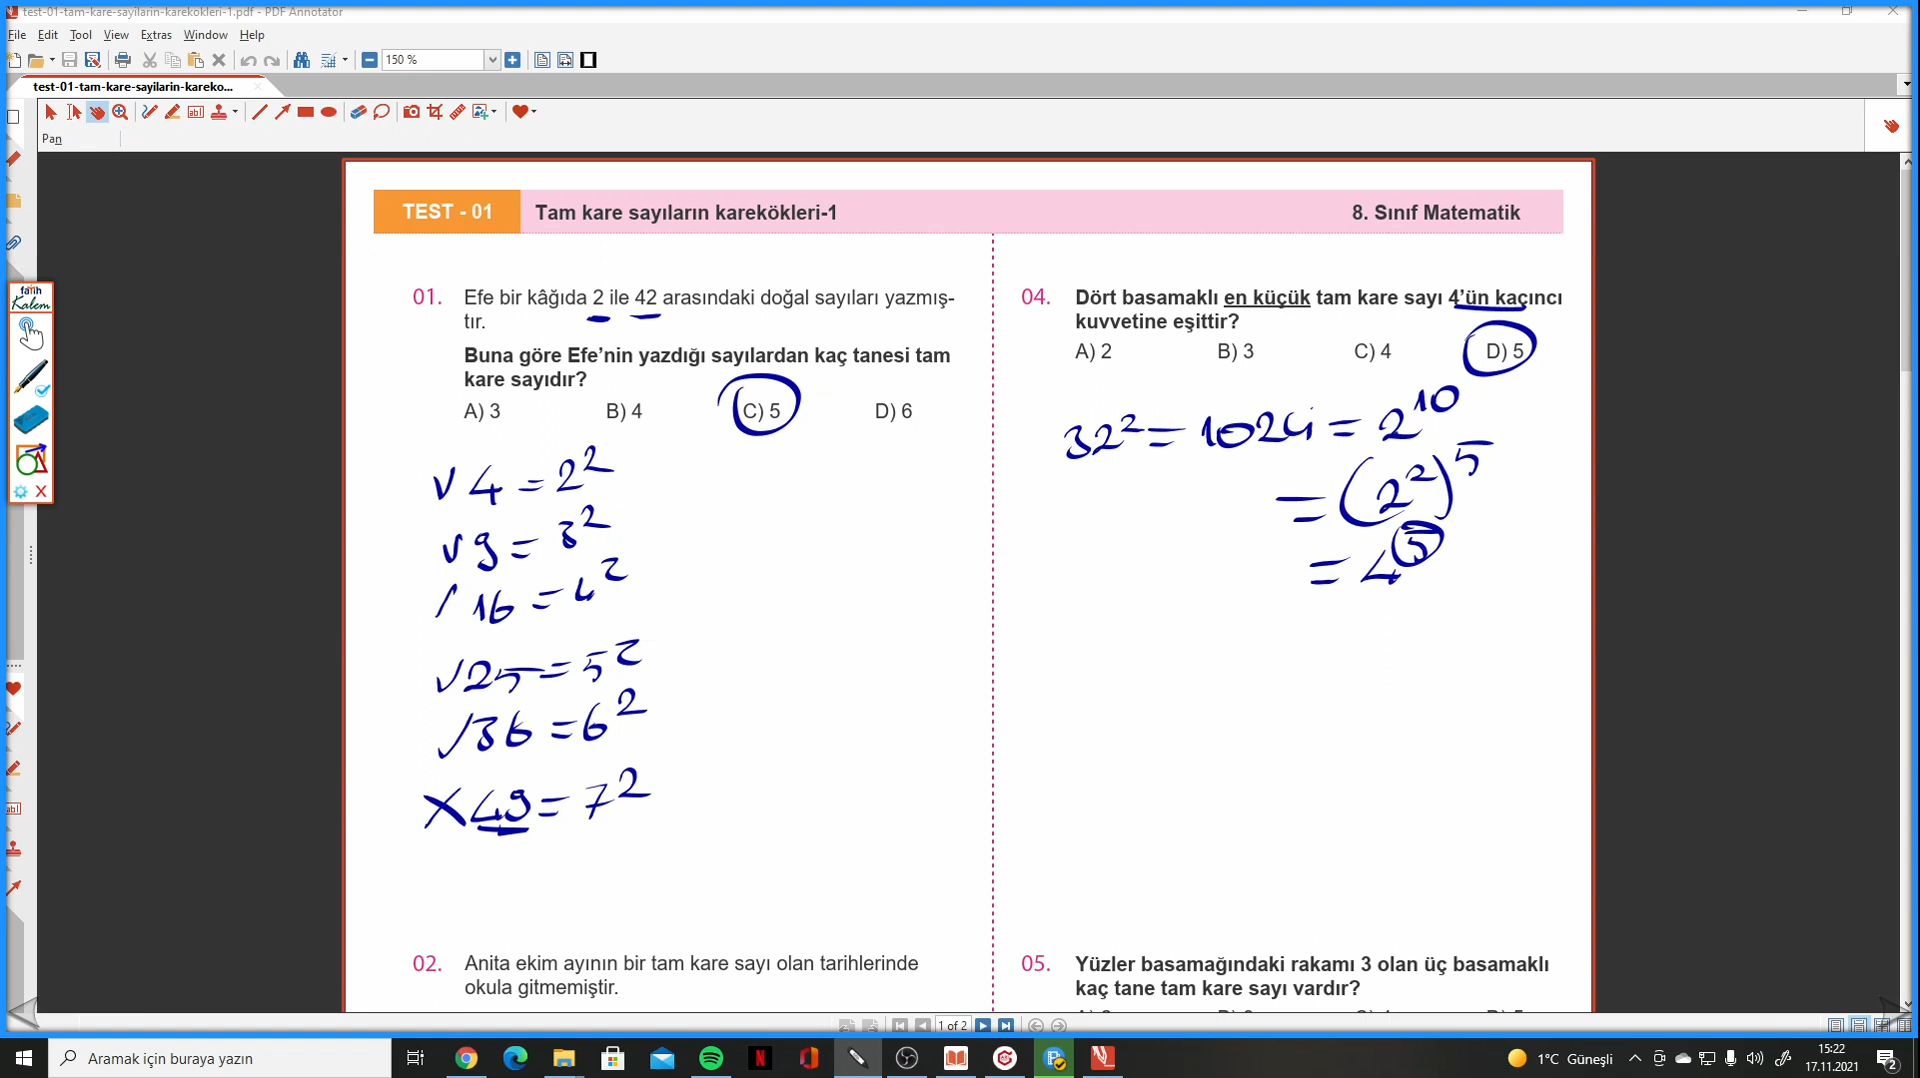 test-01-tam-kare-sayilarin-karekokleri-1.pdf - PDF Annotator
File Edit Tool View Extras Window Help
150 %
test-01-tam-kare-sayilarin-kareko...
Pan
TEST - 01 Tam kare sayıların karekökleri-1 8. Sınıf Matematik
fatih
Kalem
01. Efe bir kâğıda 2 ile 42 arasındaki doğal sayıları yazmış-
tır.
Buna göre Efe'nin yazdığı sayılardan kaç tanesi tam
kare sayıdır?
A) 3 B) 4 C) 5 D) 6
√ 4 = 2²
√ 9 = 3²
/ 16 = 4²
√ 25 = 5²
√ 36 = 6²
X 49 = 7²
02. Anita ekim ayının bir tam kare sayı olan tarihlerinde
okula gitmemiştir.
04. Dört basamaklı en küçük tam kare sayı 4'ün kaçıncı
kuvvetine eşittir?
A) 2 B) 3 C) 4 D) 5
32² = 1024 = 2¹⁰
= (2²)⁵
= 4⁵
05. Yüzler basamağındaki rakamı 3 olan üç basamaklı
kaç tane tam kare sayı vardır?
1 of 2
Aramak için buraya yazın
1°C Güneşli
15:22
17.11.2021
2